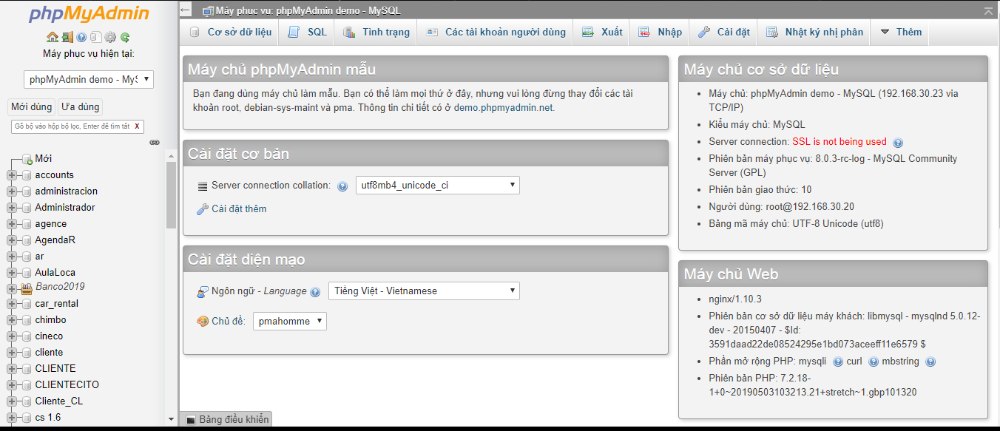 phpMyAdmin
Máy phục vụ hiện tại:
phpMyAdmin demo - MyS
Mới dùng Ưa dùng
Gõ bộ vào hộp bộ lọc, Enter để tìm tất X
Mới
accounts
administracion
Administrador
agence
AgendaR
ar
AulaLoca
Banco2019
car_rental
chimbo
cineco
cliente
CLIENTE
CLIENTECITO
Cliente_CL
cs 1.6
Máy phục vụ: phpMyAdmin demo - MySQL
Cơ sở dữ liệu SQL Tình trạng Các tài khoản người dùng Xuất Nhập Cài đặt Nhật ký nhị phân Thêm
Máy chủ phpMyAdmin mẫu
Bạn đang dùng máy chủ làm mẫu. Bạn có thể làm mọi thứ ở đây, nhưng vui lòng đừng thay đổi các tài
khoản root, debian-sys-maint và pma. Thông tin chi tiết có ở demo.phpmyadmin.net.
Cài đặt cơ bản
Server connection collation: utf8mb4_unicode_ci
Cài đặt thêm
Cài đặt diện mạo
Ngôn ngữ - Language Tiếng Việt - Vietnamese
Chủ đề: pmahomme
Bảng điều khiển
Máy chủ cơ sở dữ liệu
Máy chủ: phpMyAdmin demo - MySQL (192.168.30.23 via
TCP/IP)
Kiểu máy chủ: MySQL
Server connection: SSL is not being used
Phiên bản máy phục vụ: 8.0.3-rc-log - MySQL Community
Server (GPL)
Phiên bản giao thức: 10
Người dùng: root@192.168.30.20
Bảng mã máy chủ: UTF-8 Unicode (utf8)
Máy chủ Web
nginx/1.10.3
Phiên bản cơ sở dữ liệu máy khách: libmysql - mysqlnd 5.0.12-
dev - 20150407 - $Id:
3591daad22de08524295e1bd073aceeff11e6579 $
Phần mở rộng PHP: mysqli curl mbstring
Phiên bản PHP: 7.2.18-
1+0~20190503103213.21+stretch~1.gbp101320